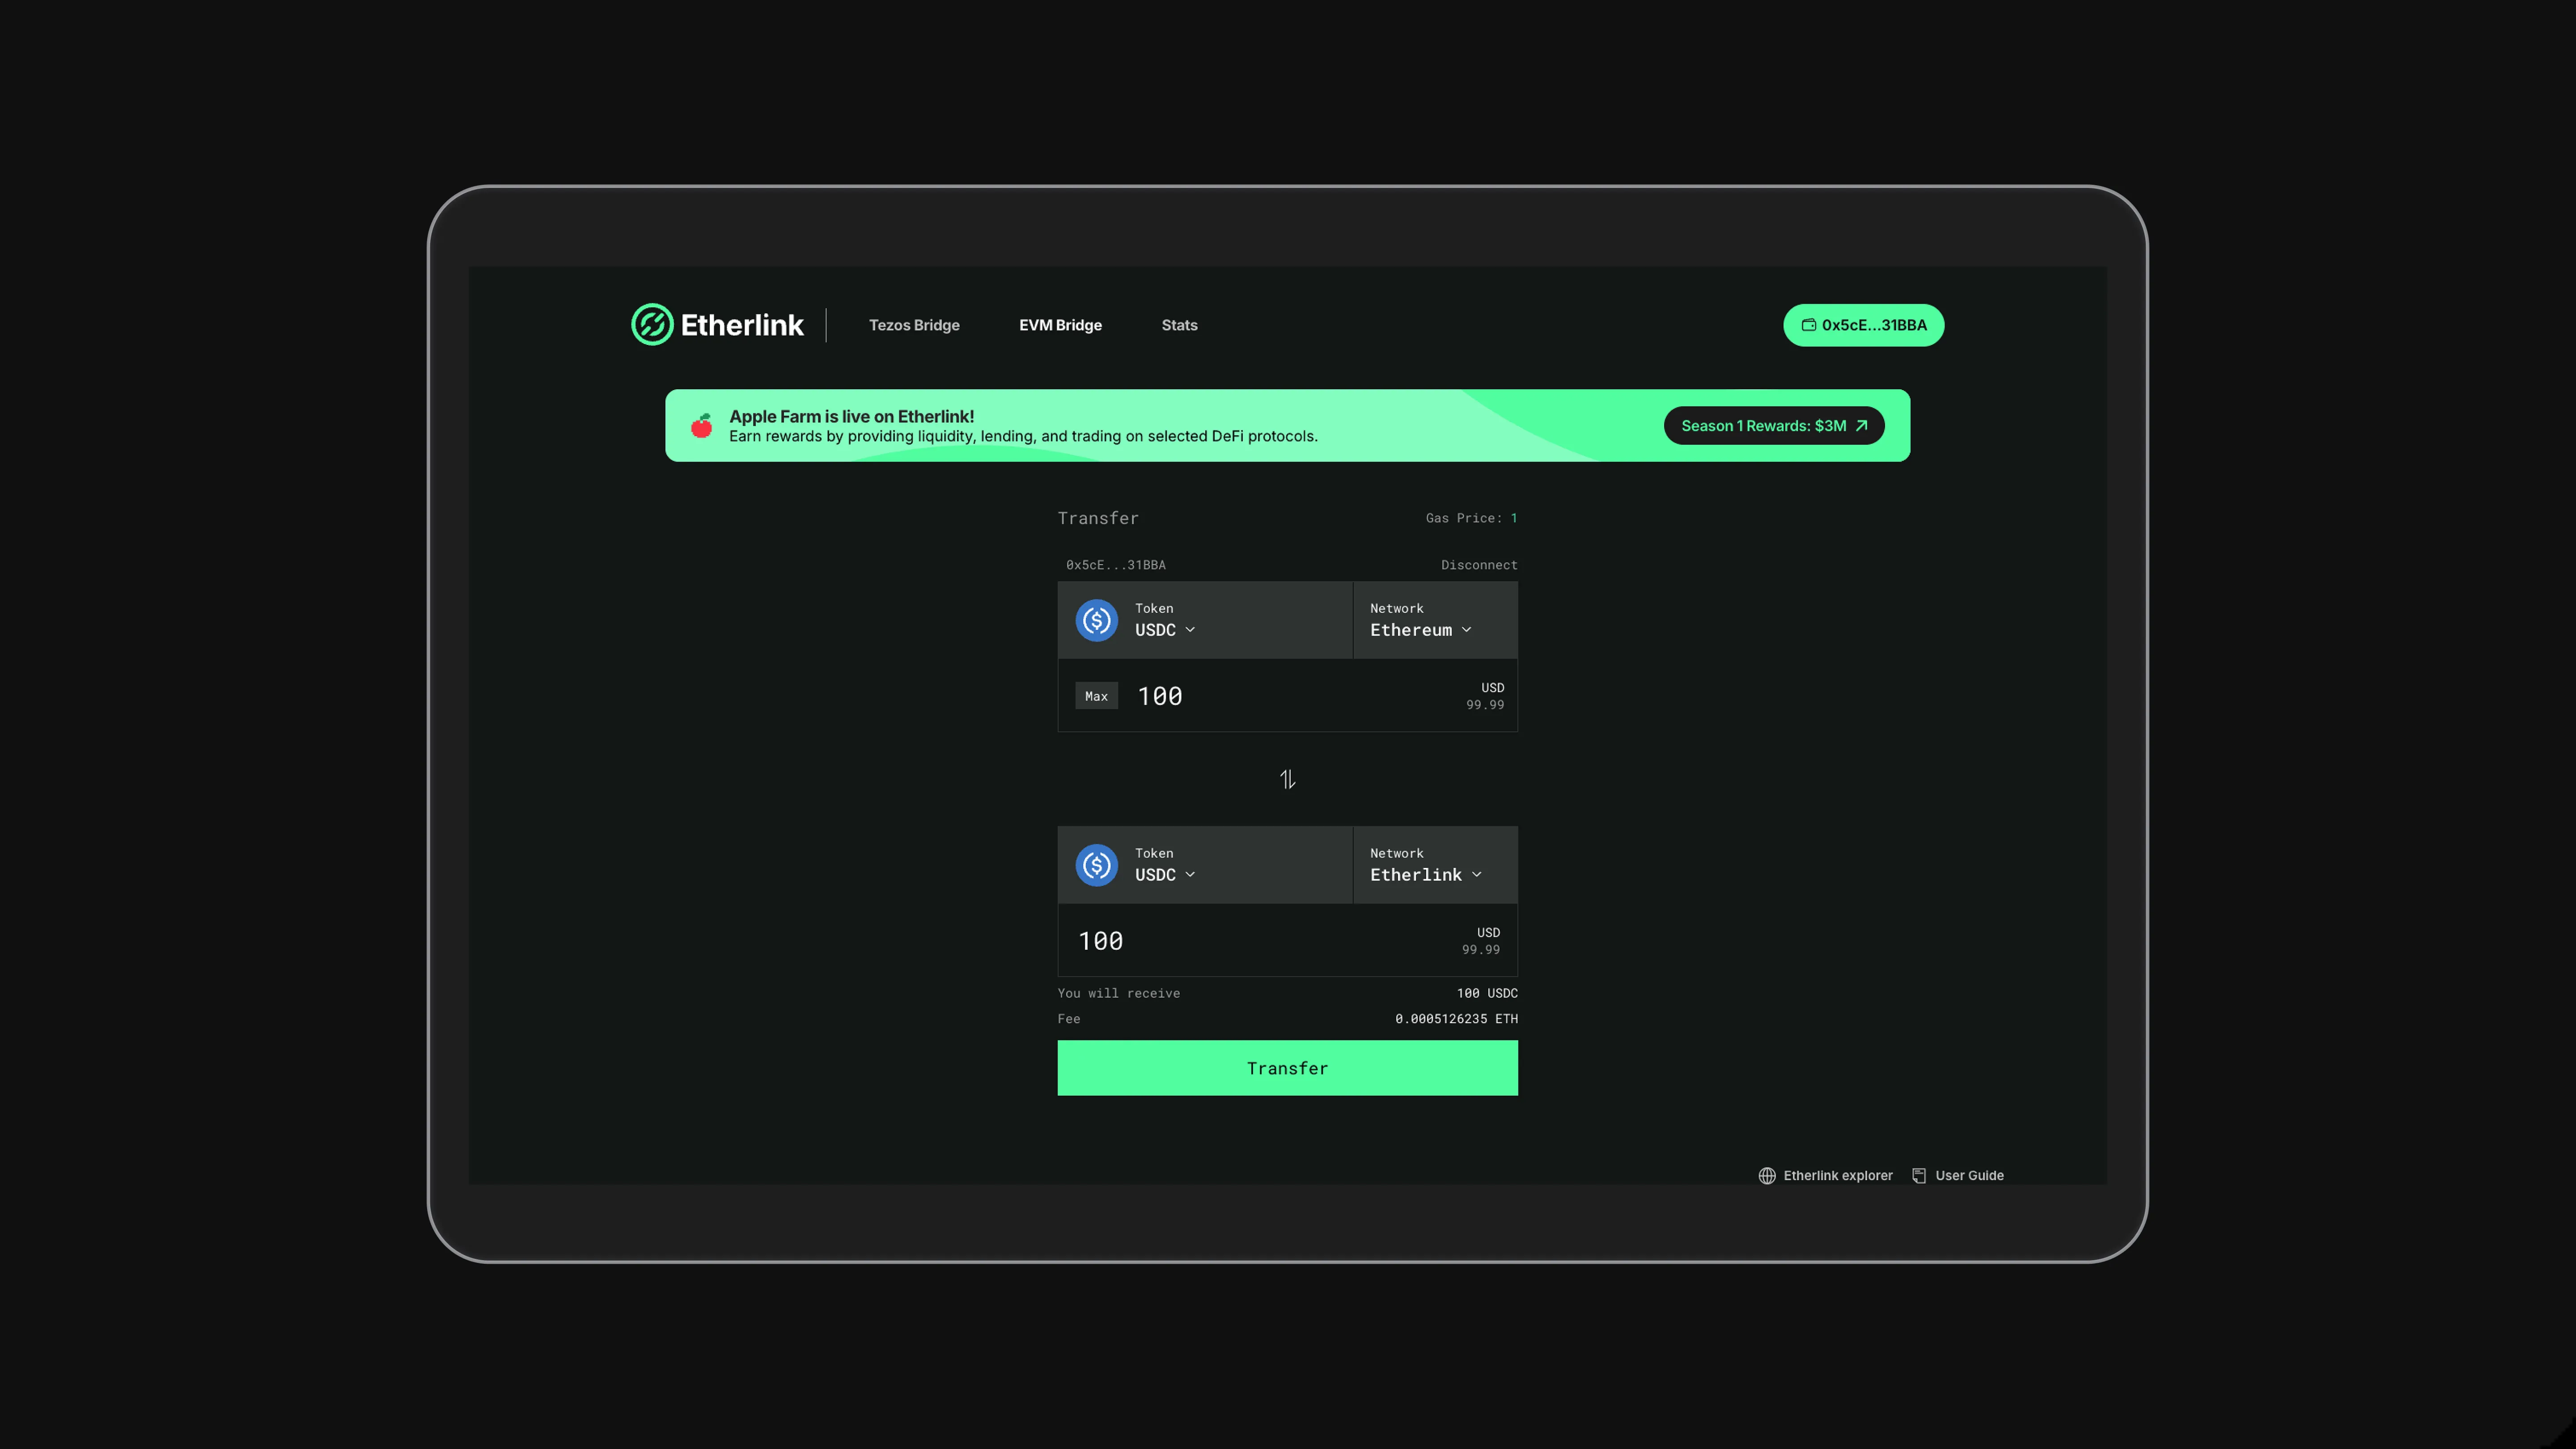 Etherlink
Tezos Bridge
EVM Bridge
Stats
0x5cE...31BBA
Apple Farm is live on Etherlink!
Earn rewards by providing liquidity, lending, and trading on selected DeFi protocols.
Season 1 Rewards: $3M
Transfer
Gas Price: 1
0x5cE...31BBA
Disconnect
Token
USDC
Network
Ethereum
Max
100
USD
99.99
Token
USDC
Network
Etherlink
100
USD
99.99
You will receive
100 USDC
Fee
0.0005126235 ETH
Transfer
Etherlink explorer
User Guide